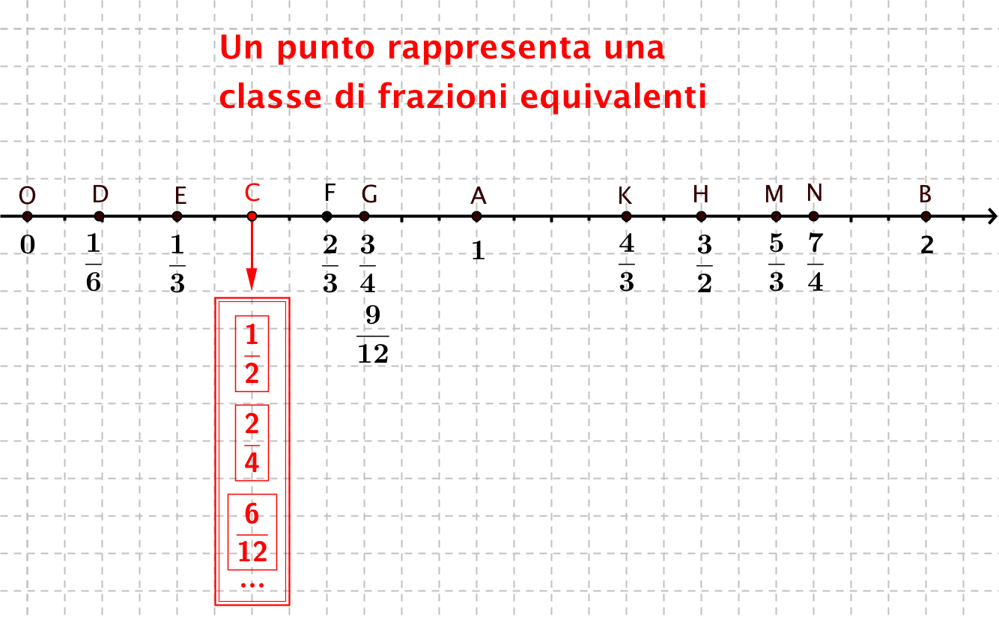 Un punto rappresenta una
classe di frazioni equivalenti
O D E C F G A K H M N B
0 1/6 1/3 2/3 3/4 1 4/3 3/2 5/3 7/4 2
9/12
1/2
2/4
6/12
...